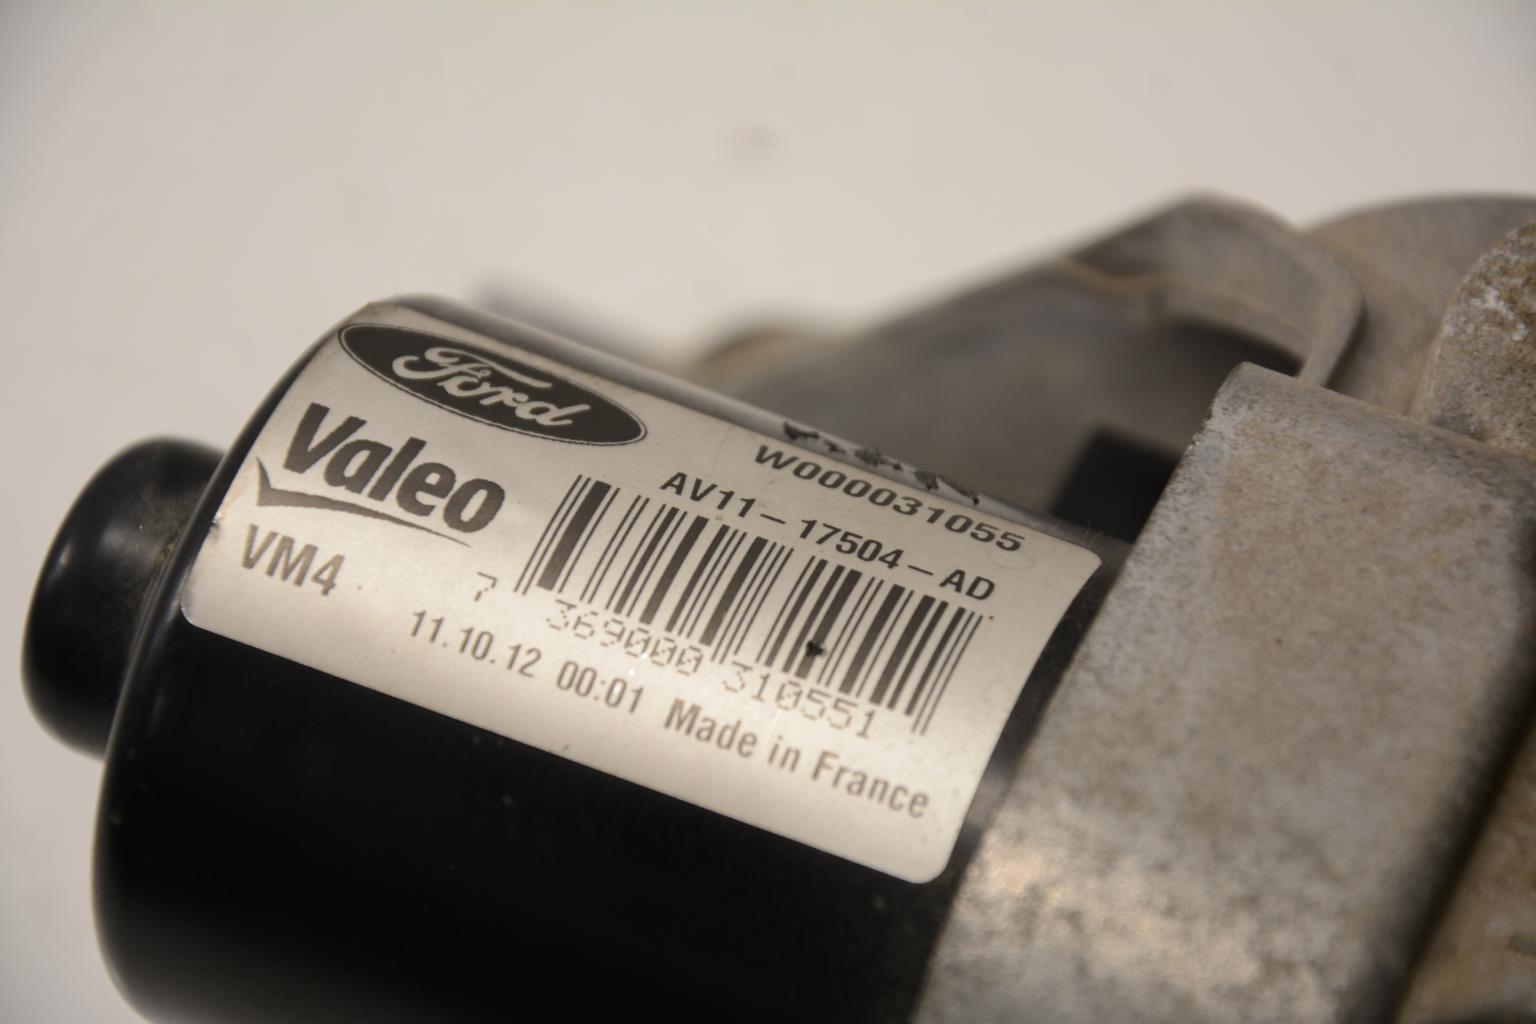 Ford
Valeo
VM4
W000031055
AV11-17504-AD
7 369000 310551
11.10.12 00:01 Made in France